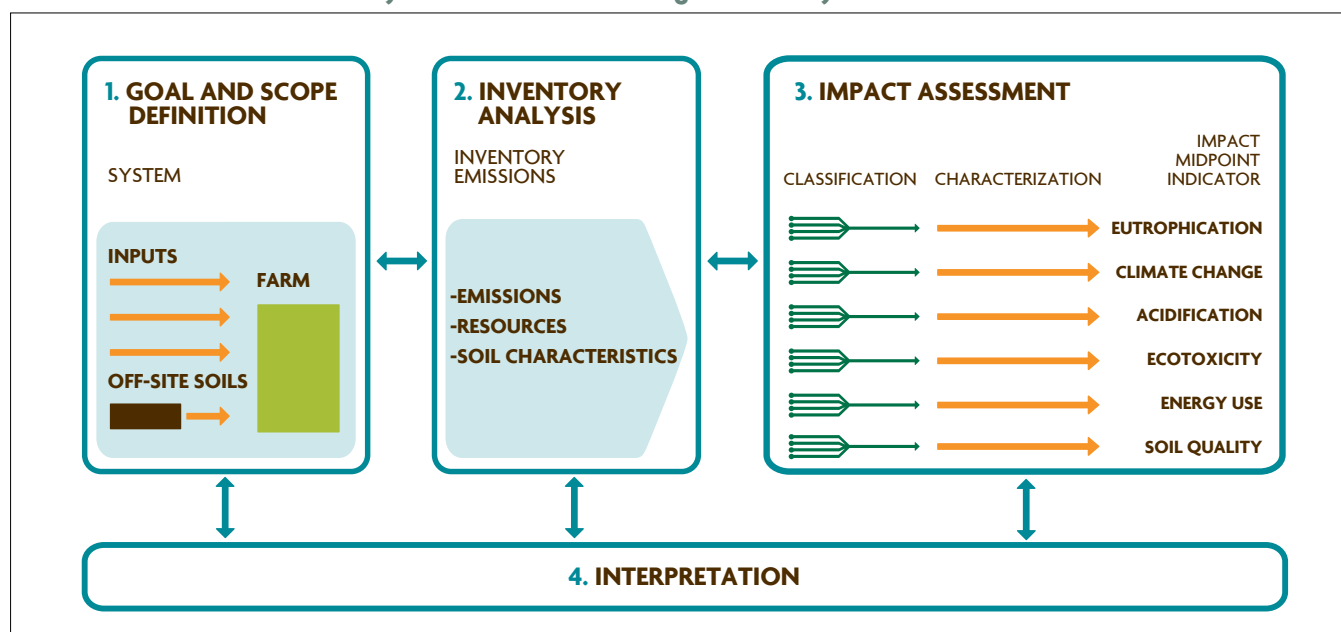 1. GOAL AND SCOPE
DEFINITION
SYSTEM
INPUTS
FARM
OFF-SITE SOILS
2. INVENTORY
ANALYSIS
INVENTORY
EMISSIONS
-EMISSIONS
-RESOURCES
-SOIL CHARACTERISTICS
3. IMPACT ASSESSMENT
CLASSIFICATION
CHARACTERIZATION
IMPACT
MIDPOINT
INDICATOR
EUTROPHICATION
CLIMATE CHANGE
ACIDIFICATION
ECOTOXICITY
ENERGY USE
SOIL QUALITY
4. INTERPRETATION